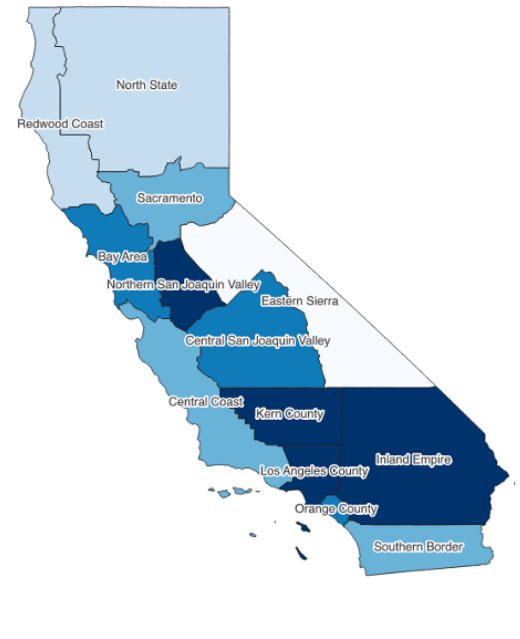 North State
Redwood Coast
Sacramento
Bay Area
Northern San Joaquin Valley
Eastern Sierra
Central San Joaquin Valley
Central Coast
Kern County
Inland Empire
Los Angeles County
Orange County
Southern Border